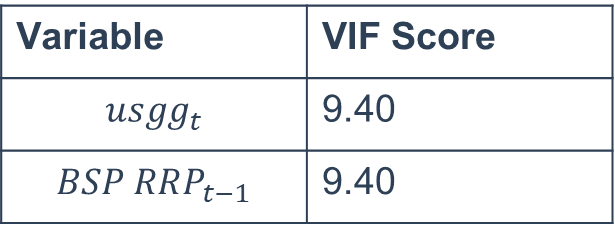 Variable VIF Score
usgg_t 9.40
BSP RRP_{t−1} 9.40